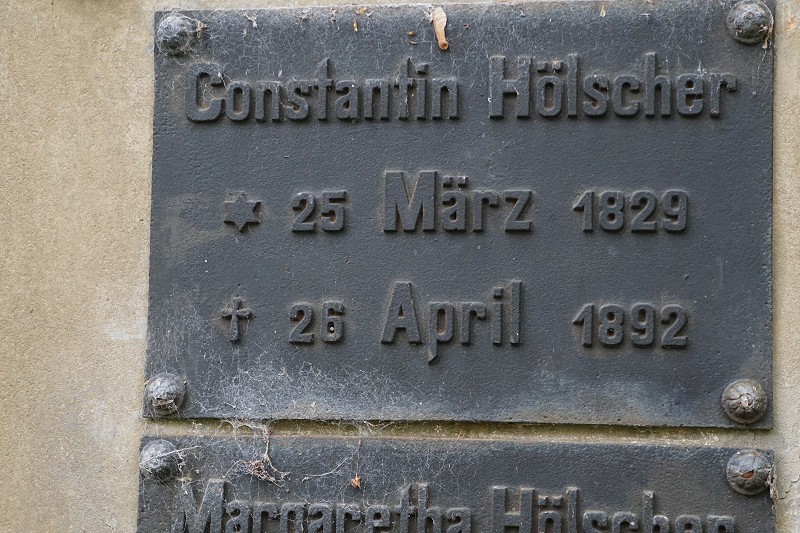 Constantin Hölscher
✶ 25 März 1829
✝ 26 April 1892
Margaretha Hölscher